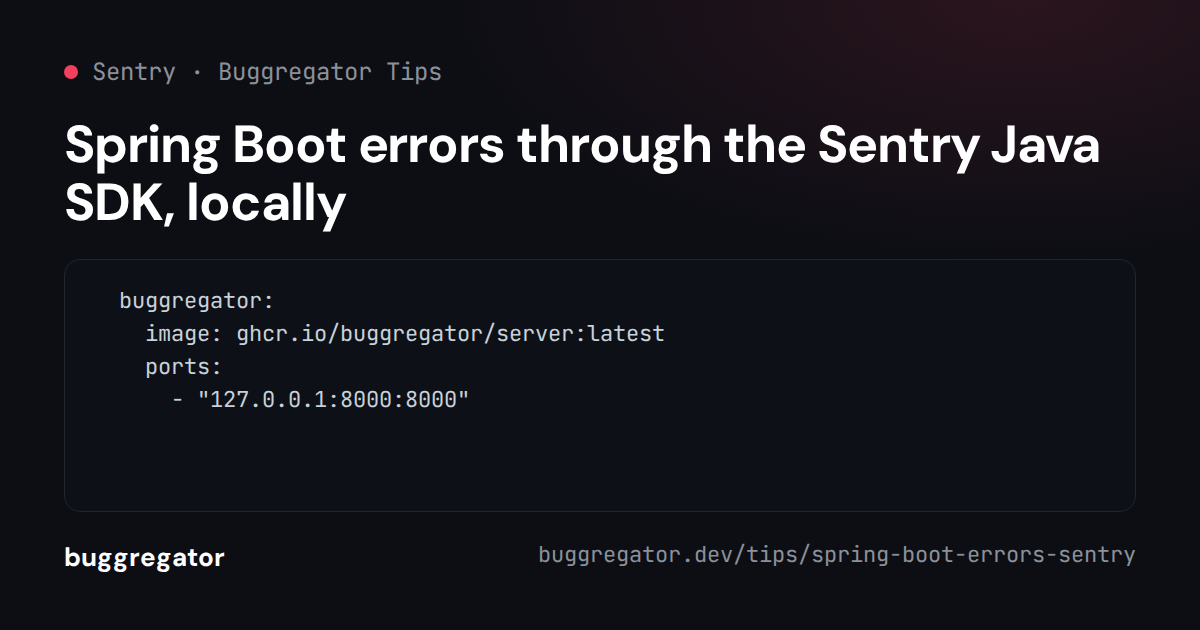 Sentry · Buggregator Tips
Spring Boot errors through the Sentry Java
SDK, locally
buggregator:
  image: ghcr.io/buggregator/server:latest
  ports:
    - "127.0.0.1:8000:8000"
buggregator
buggregator.dev/tips/spring-boot-errors-sentry